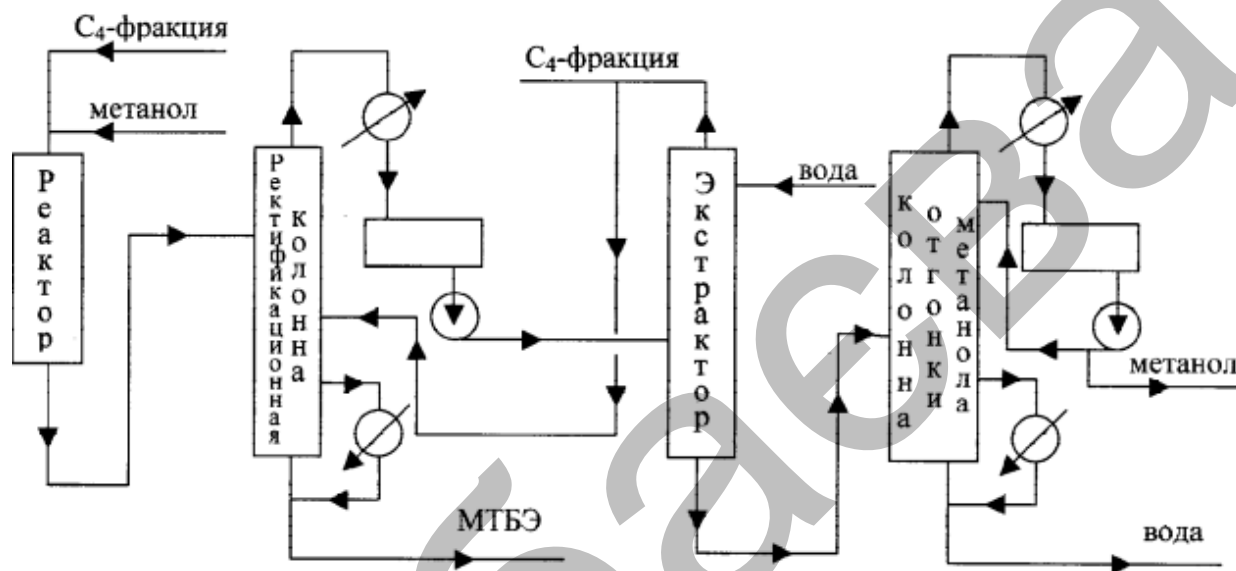 С₄-фракция
метанол
Реактор
Ректификационная
колонна
С₄-фракция
Экстрактор
вода
колонна
отгонки
метанола
метанол
МТБЭ
вода